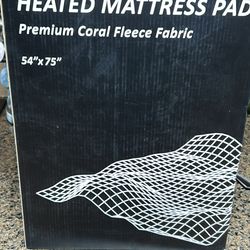 HEATED MATTRESS PAD
Premium Coral Fleece Fabric
54"x75"